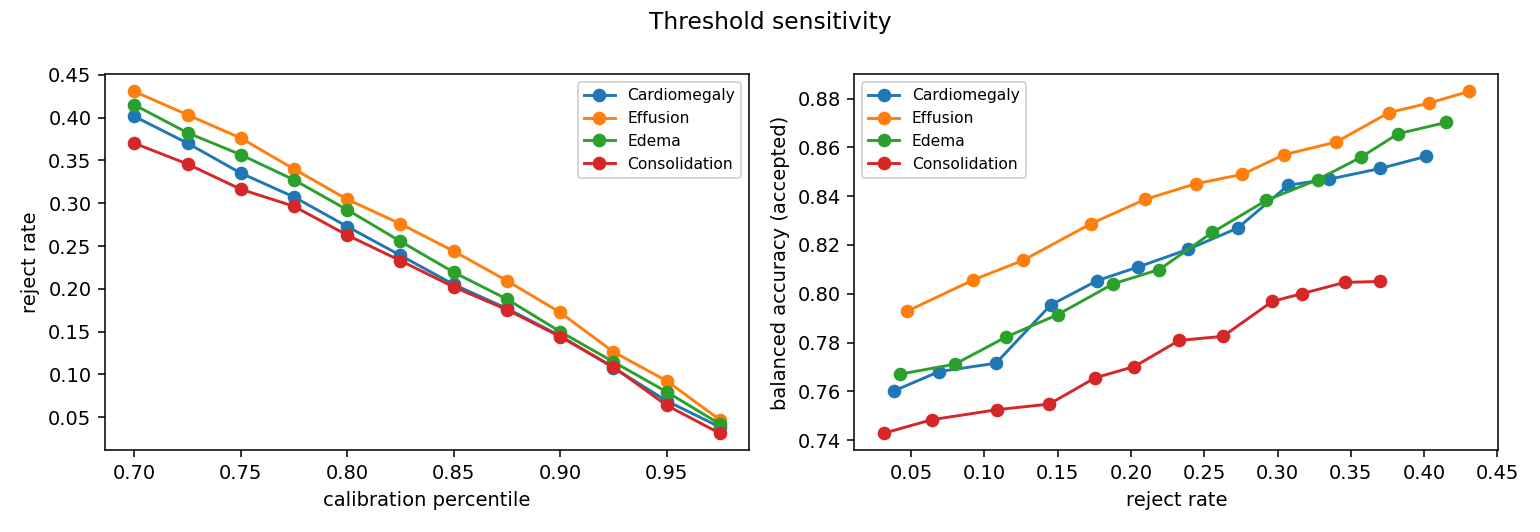 Threshold sensitivity
0.45
0.40
0.35
0.30
0.25
0.20
0.15
0.10
0.05
reject rate
Cardiomegaly
Effusion
Edema
Consolidation
0.70 0.75 0.80 0.85 0.90 0.95
calibration percentile
0.88
0.86
0.84
0.82
0.80
0.78
0.76
0.74
balanced accuracy (accepted)
Cardiomegaly
Effusion
Edema
Consolidation
0.05 0.10 0.15 0.20 0.25 0.30 0.35 0.40 0.45
reject rate